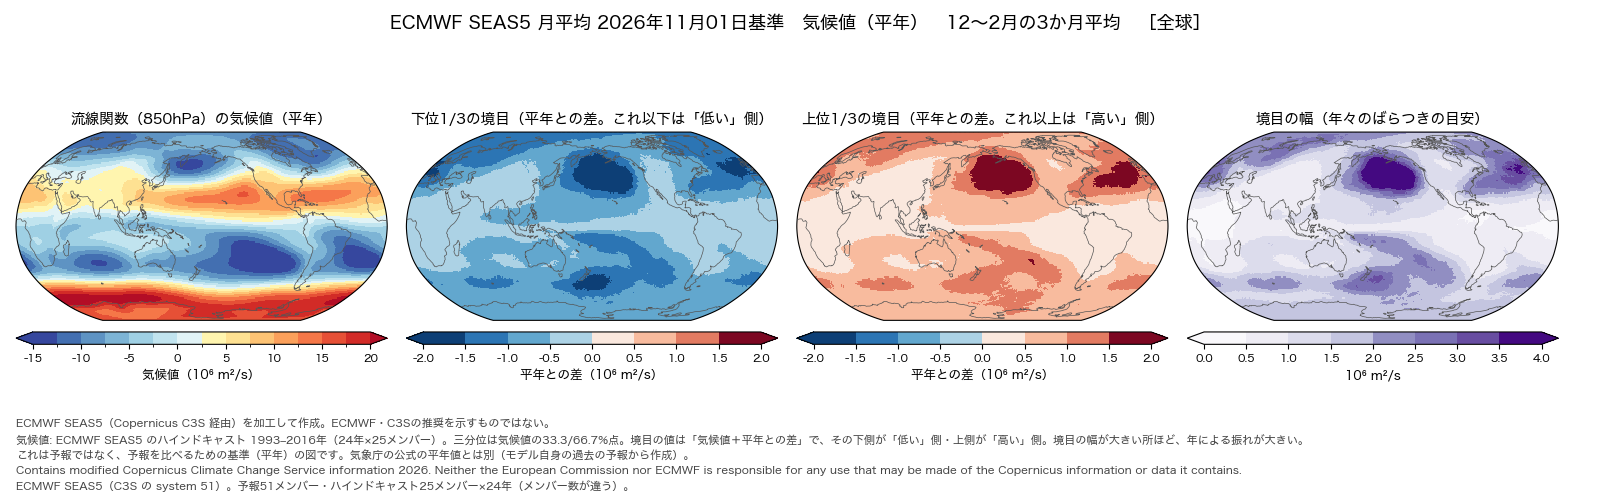 ECMWF SEAS5 月平均 2026年11月01日基準　気候値（平年）　12～2月の3か月平均　［全球］
流線関数（850hPa）の気候値（平年）
下位1/3の境目（平年との差。これ以下は「低い」側）
上位1/3の境目（平年との差。これ以上は「高い」側）
境目の幅（年々のばらつきの目安）
-15 -10 -5 0 5 10 15 20
-2.0 -1.5 -1.0 -0.5 0.0 0.5 1.0 1.5 2.0
-2.0 -1.5 -1.0 -0.5 0.0 0.5 1.0 1.5 2.0
0.0 0.5 1.0 1.5 2.0 2.5 3.0 3.5 4.0
気候値（10⁶ m²/s）
平年との差（10⁶ m²/s）
平年との差（10⁶ m²/s）
10⁶ m²/s
ECMWF SEAS5（Copernicus C3S 経由）を加工して作成。ECMWF・C3Sの推奨を示すものではない。
気候値: ECMWF SEAS5 のハインドキャスト 1993–2016年（24年×25メンバー）。三分位は気候値の33.3/66.7%点。境目の値は「気候値＋平年との差」で、その下側が「低い」側・上側が「高い」側。境目の幅が大きい所ほど、年による振れが大きい。
これは予報ではなく、予報を比べるための基準（平年）の図です。気象庁の公式の平年値とは別（モデル自身の過去の予報から作成）。
Contains modified Copernicus Climate Change Service information 2026. Neither the European Commission nor ECMWF is responsible for any use that may be made of the Copernicus information or data it contains.
ECMWF SEAS5（C3S の system 51）。予報51メンバー・ハインドキャスト25メンバー×24年（メンバー数が違う）。